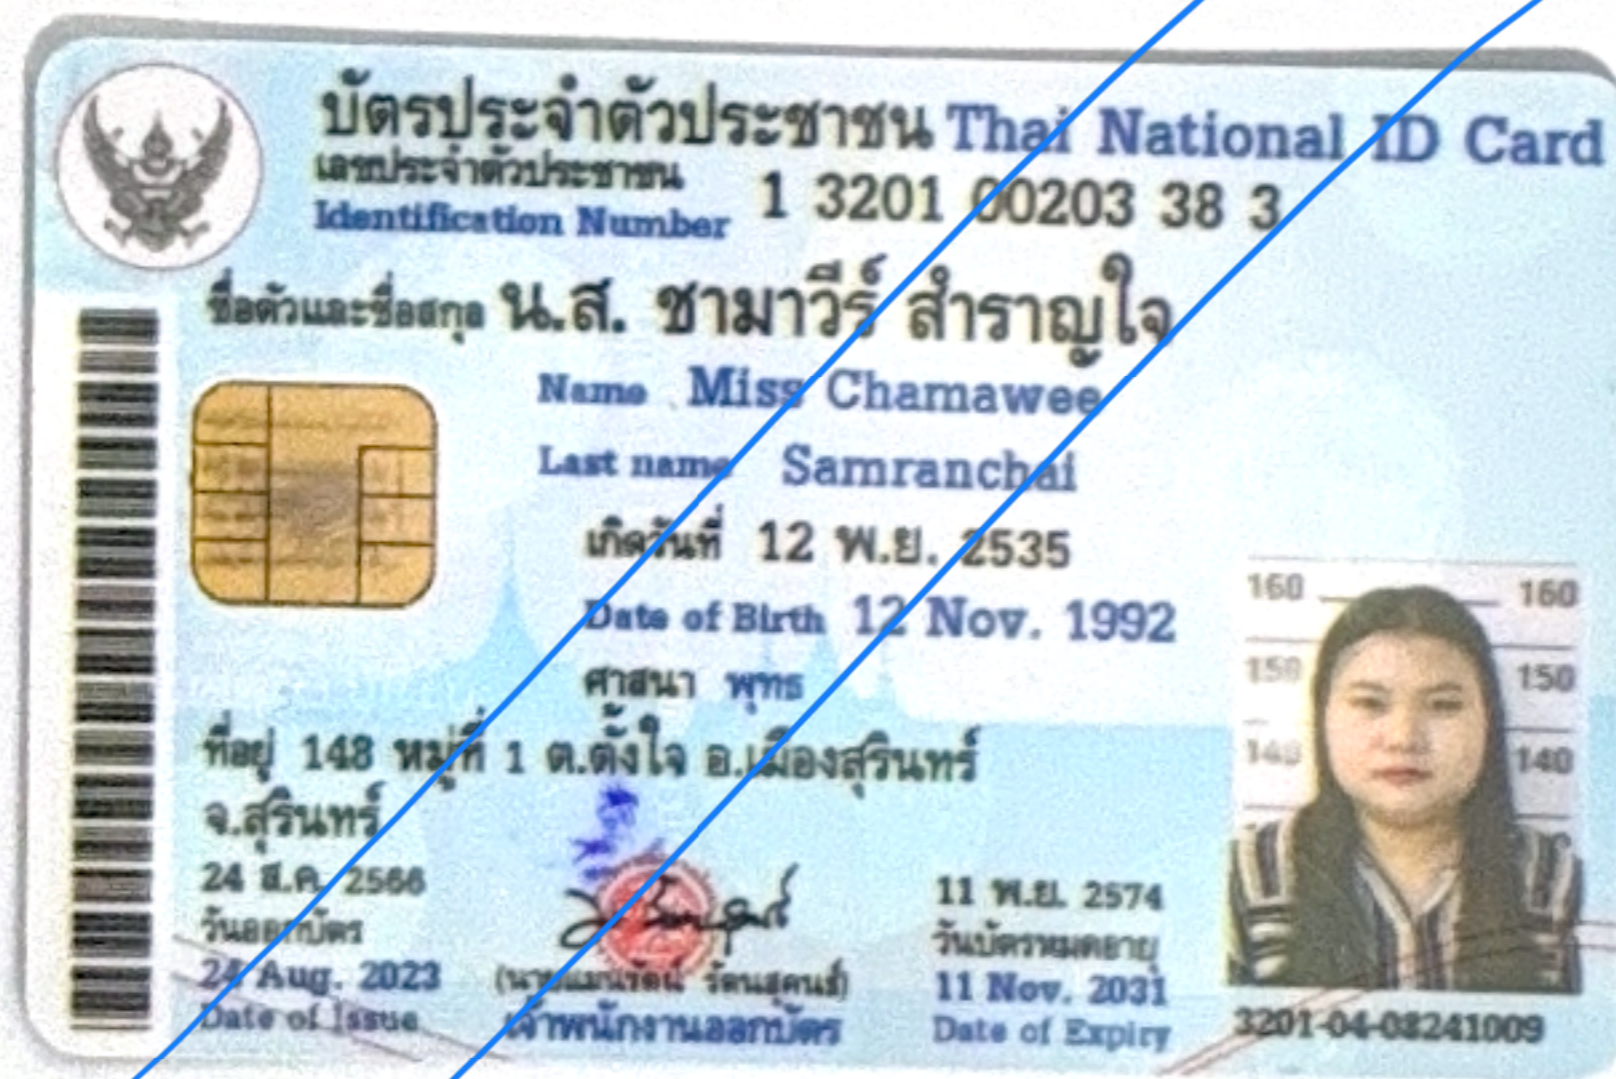 บัตรประจำตัวประชาชน Thai National ID Card
เลขประจำตัวประชาชน
Identification Number 1 3201 00203 38 3
ชื่อตัวและชื่อสกุล น.ส. ชามาวีร์ สำราญใจ
Name Miss Chamawee
Last name Samranchai
เกิดวันที่ 12 พ.ย. 2535
Date of Birth 12 Nov. 1992
ศาสนา พุทธ
ที่อยู่ 148 หมู่ที่ 1 ต.ตั้งใจ อ.เมืองสุรินทร์
จ.สุรินทร์
24 ส.ค. 2566
วันออกบัตร
24 Aug. 2023
Date of Issue
เจ้าพนักงานออกบัตร
11 พ.ย. 2574
วันบัตรหมดอายุ
11 Nov. 2031
Date of Expiry
160 160
150 150
140 140
3201-04-08241009